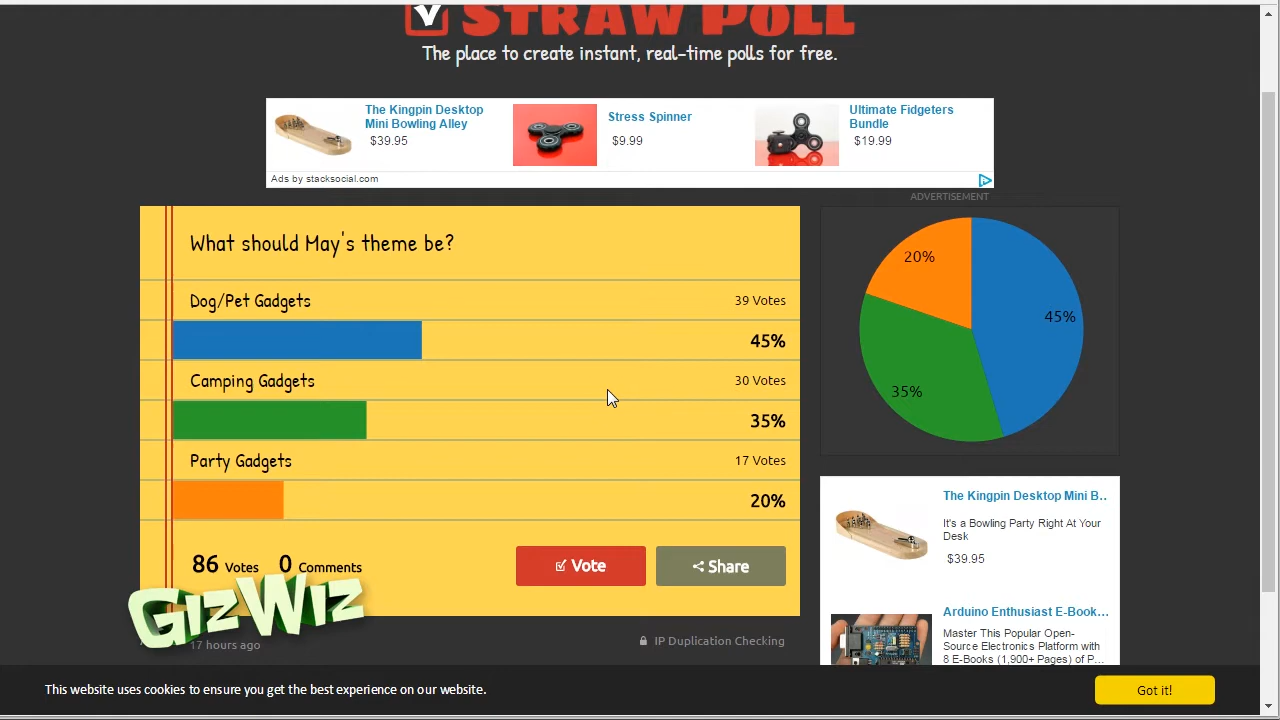 STRAW POLL
The place to create instant, real-time polls for free.
The Kingpin Desktop
Mini Bowling Alley
$39.95
Stress Spinner
$9.99
Ultimate Fidgeters
Bundle
$19.99
Ads by stacksocial.com
ADVERTISEMENT
What should May's theme be?
Dog/Pet Gadgets 39 Votes
45%
Camping Gadgets 30 Votes
35%
Party Gadgets 17 Votes
20%
86 Votes 0 Comments
Vote
Share
GizWiz
17 hours ago
IP Duplication Checking
20%
45%
35%
The Kingpin Desktop Mini B..
It's a Bowling Party Right At Your
Desk
$39.95
Arduino Enthusiast E-Book...
Master This Popular Open-
Source Electronics Platform with
8 E-Books (1,900+ Pages) of P...
This website uses cookies to ensure you get the best experience on our website.
Got it!